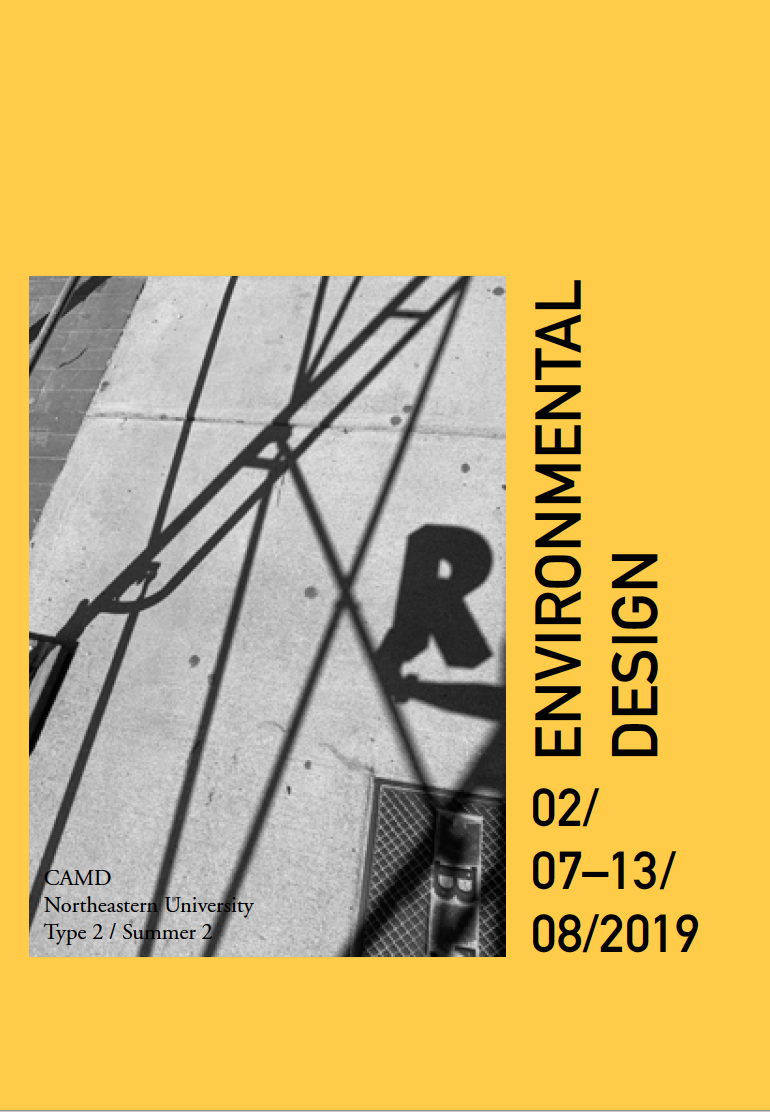 ENVIRONMENTAL
DESIGN
02/
07–13/
08/2019
R
B
CAMD
Northeastern University
Type 2 / Summer 2